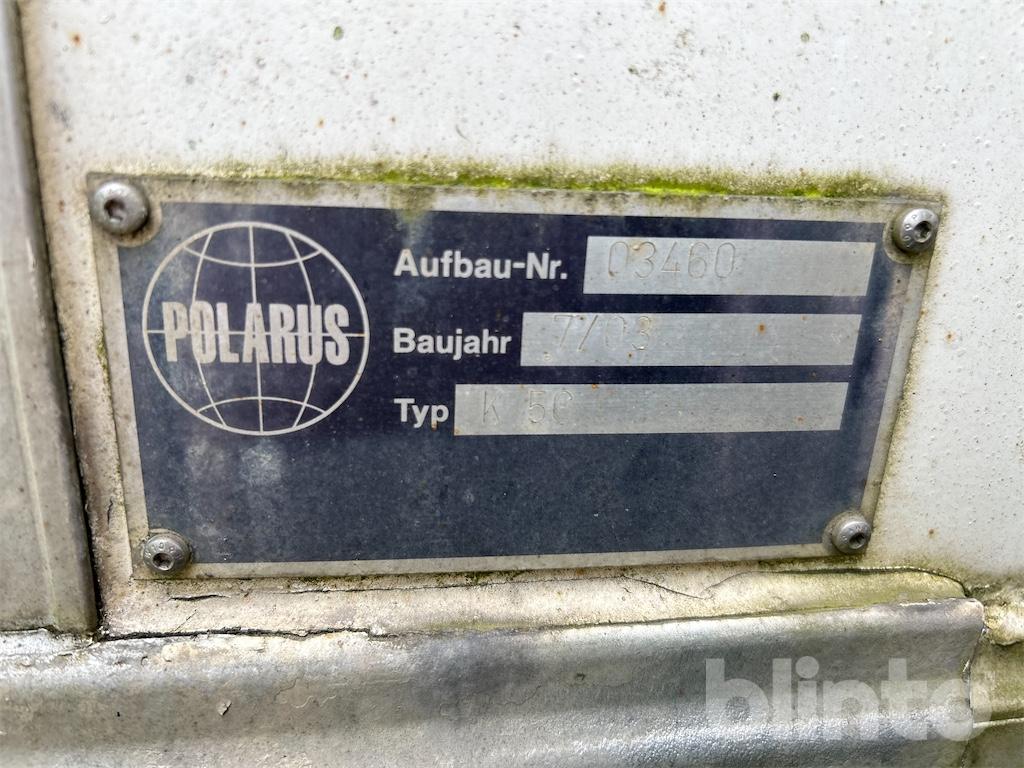 POLARUS
Aufbau-Nr. 03460
Baujahr 7/03
Typ K 50
blinto